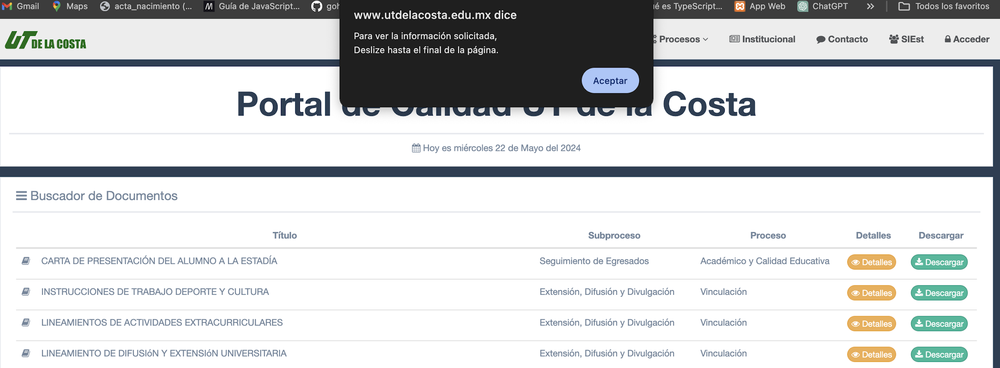 Gmail Maps acta_nacimiento (... Guía de JavaScript... é es TypeScript... App Web ChatGPT Todos los favoritos
www.utdelacosta.edu.mx dice
Para ver la información solicitada,
Deslize hasta el final de la página.
Aceptar
UT DE LA COSTA
Procesos Institucional Contacto SIEst Acceder
Portal de Calidad UT de la Costa
Hoy es miércoles 22 de Mayo del 2024
Buscador de Documentos
Título Subproceso Proceso Detalles Descargar
CARTA DE PRESENTACIÓN DEL ALUMNO A LA ESTADÍA Seguimiento de Egresados Académico y Calidad Educativa Detalles Descargar
INSTRUCCIONES DE TRABAJO DEPORTE Y CULTURA Extensión, Difusión y Divulgación Vinculación Detalles Descargar
LINEAMIENTOS DE ACTIVIDADES EXTRACURRICULARES Extensión, Difusión y Divulgación Vinculación Detalles Descargar
LINEAMIENTO DE DIFUSIóN Y EXTENSIóN UNIVERSITARIA Extensión, Difusión y Divulgación Vinculación Detalles Descargar